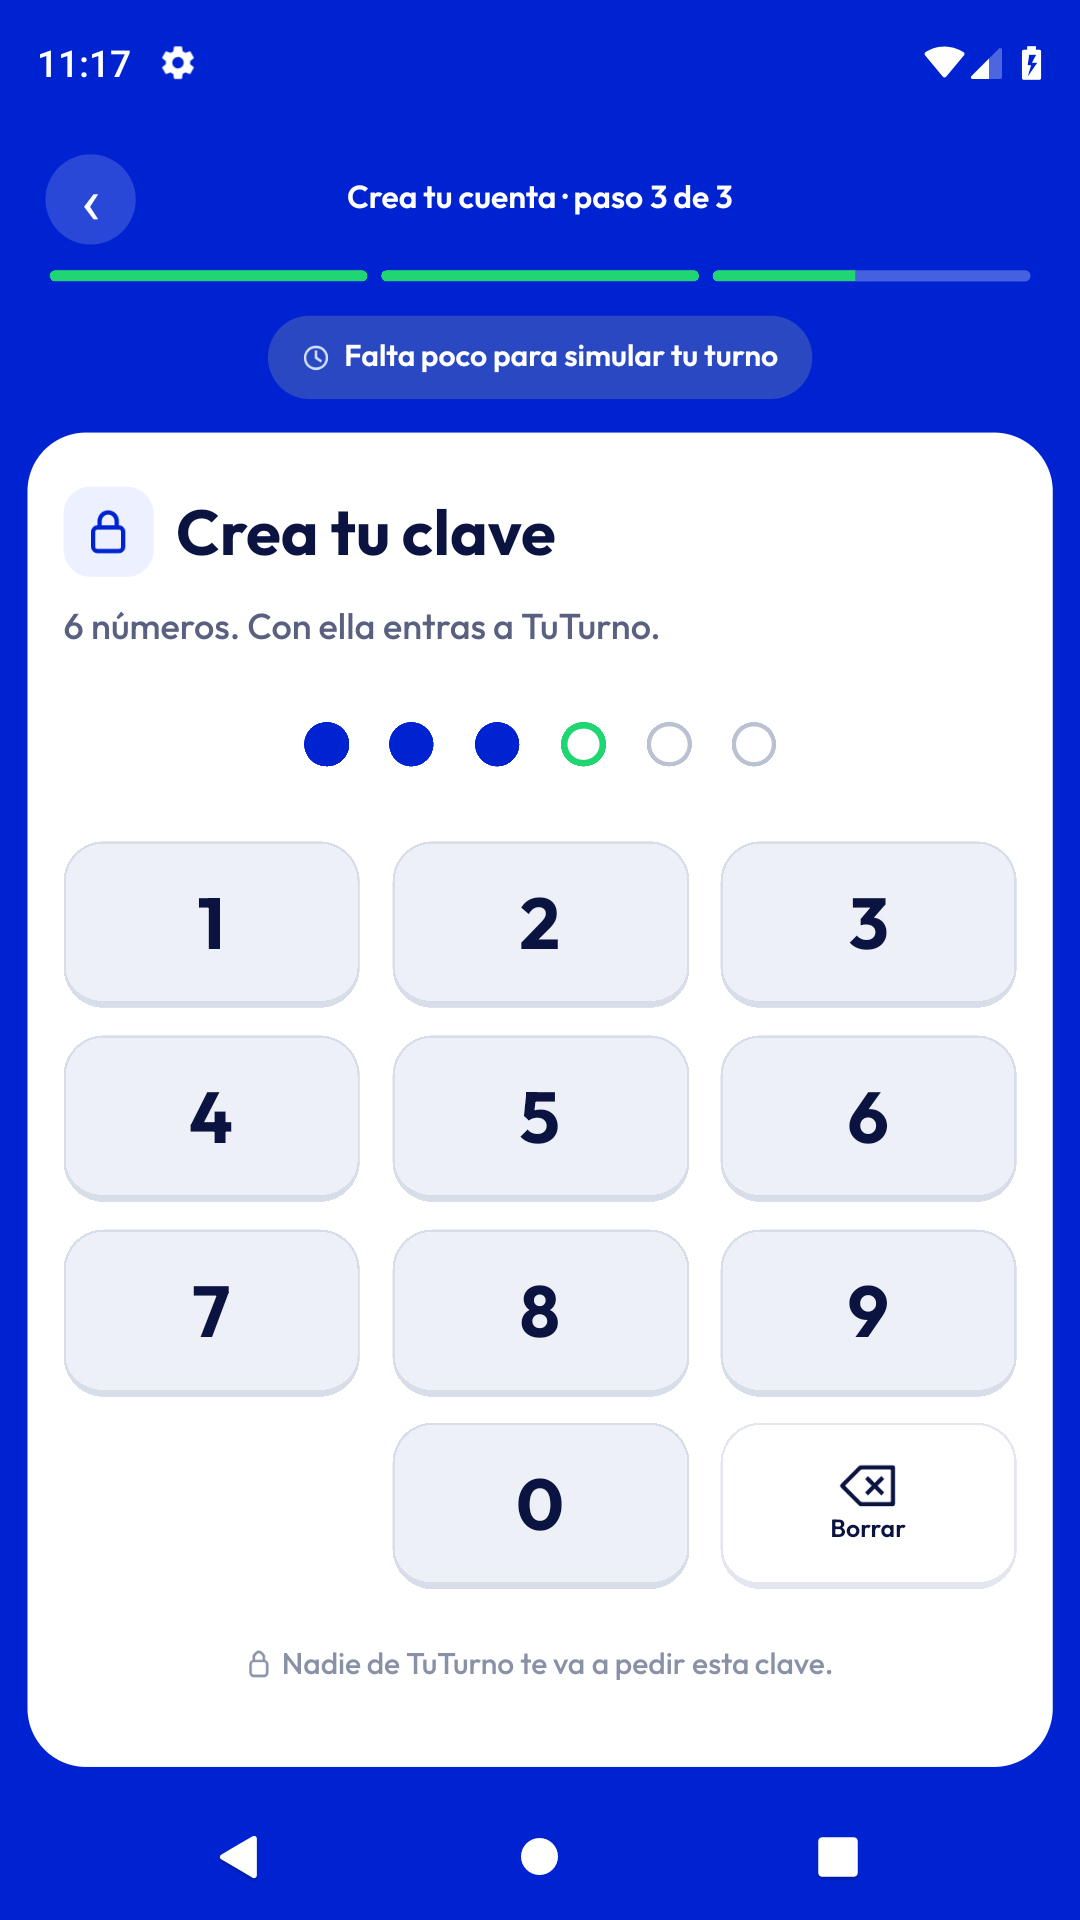 11:17
Crea tu cuenta · paso 3 de 3
Falta poco para simular tu turno
Crea tu clave
6 números. Con ella entras a TuTurno.
1 2 3
4 5 6
7 8 9
0
Borrar
Nadie de TuTurno te va a pedir esta clave.